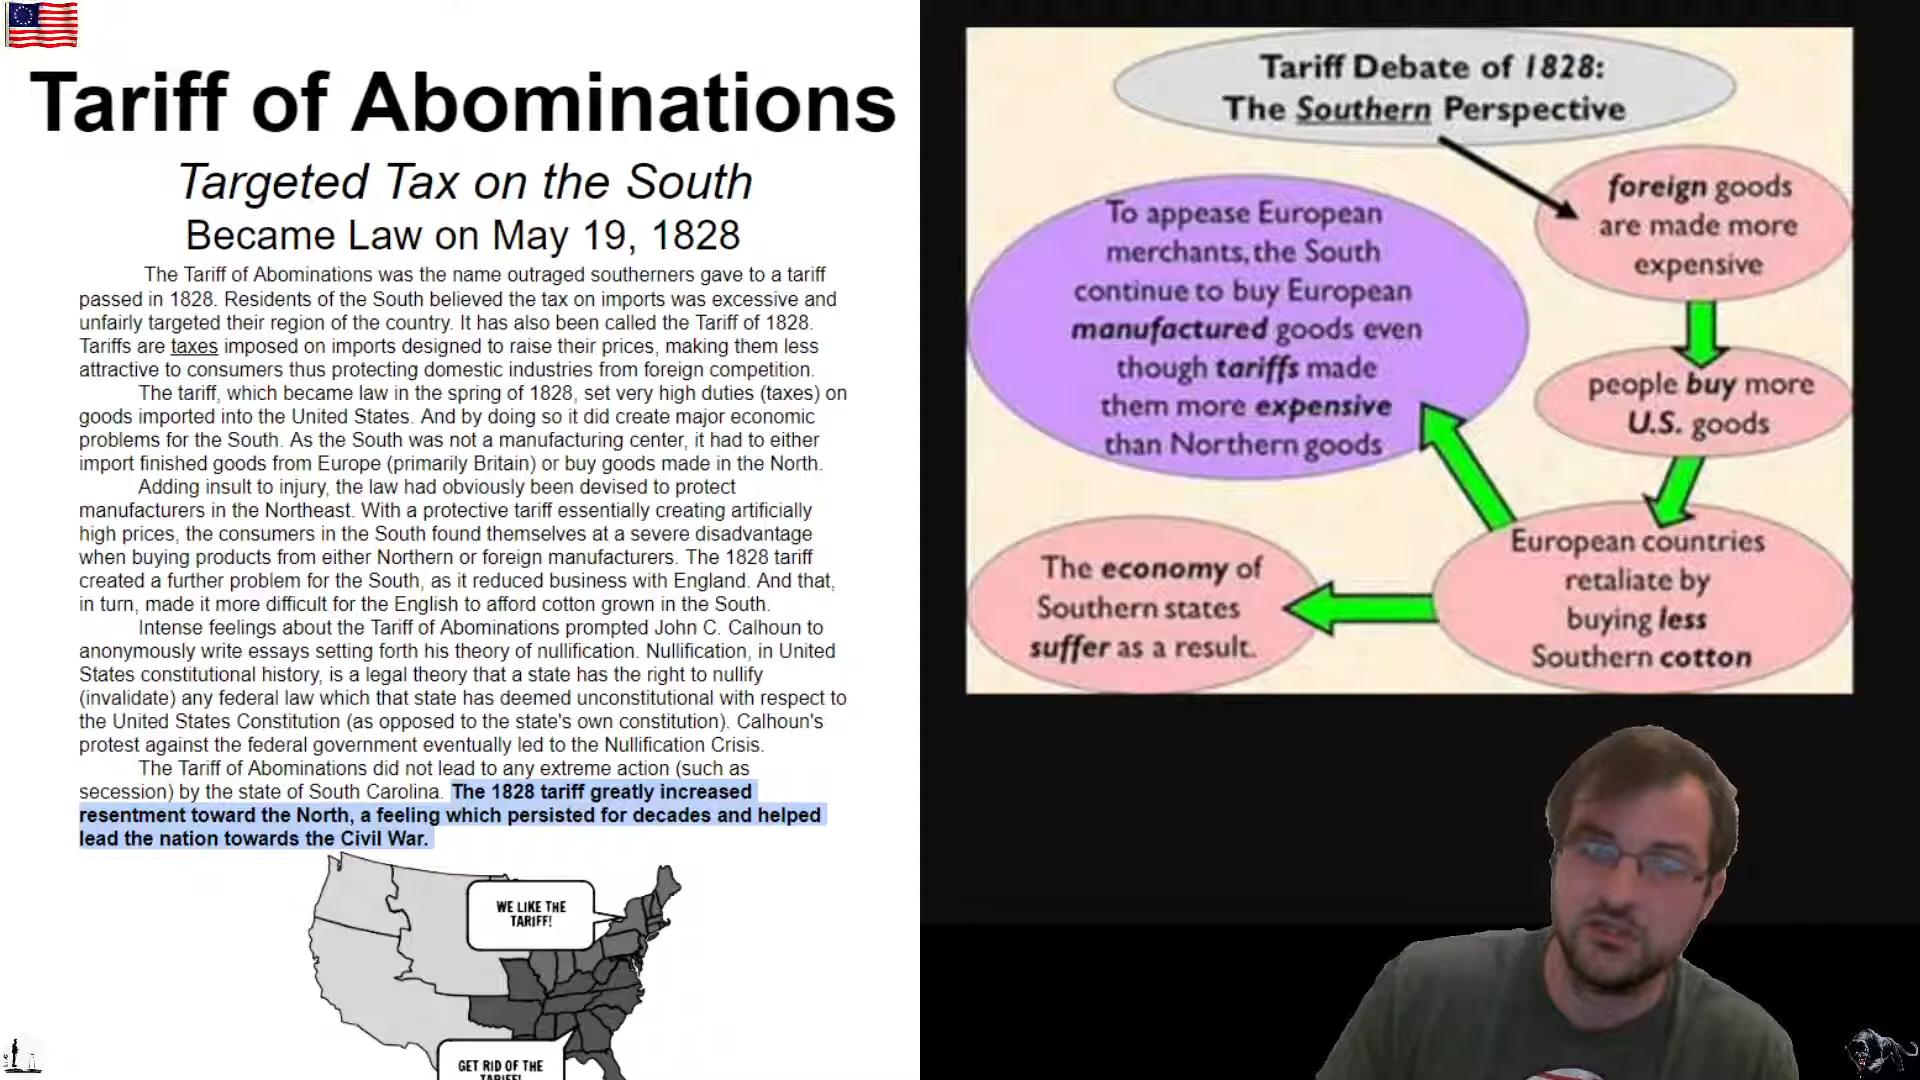 Tariff of Abominations
Targeted Tax on the South
Became Law on May 19, 1828
The Tariff of Abominations was the name outraged southerners gave to a tariff
passed in 1828. Residents of the South believed the tax on imports was excessive and
unfairly targeted their region of the country. It has also been called the Tariff of 1828.
Tariffs are taxes imposed on imports designed to raise their prices, making them less
attractive to consumers thus protecting domestic industries from foreign competition.
The tariff, which became law in the spring of 1828, set very high duties (taxes) on
goods imported into the United States. And by doing so it did create major economic
problems for the South. As the South was not a manufacturing center, it had to either
import finished goods from Europe (primarily Britain) or buy goods made in the North.
Adding insult to injury, the law had obviously been devised to protect
manufacturers in the Northeast. With a protective tariff essentially creating artificially
high prices, the consumers in the South found themselves at a severe disadvantage
when buying products from either Northern or foreign manufacturers. The 1828 tariff
created a further problem for the South, as it reduced business with England. And that,
in turn, made it more difficult for the English to afford cotton grown in the South.
Intense feelings about the Tariff of Abominations prompted John C. Calhoun to
anonymously write essays setting forth his theory of nullification. Nullification, in United
States constitutional history, is a legal theory that a state has the right to nullify
(invalidate) any federal law which that state has deemed unconstitutional with respect to
the United States Constitution (as opposed to the state's own constitution). Calhoun's
protest against the federal government eventually led to the Nullification Crisis.
The Tariff of Abominations did not lead to any extreme action (such as
secession) by the state of South Carolina. The 1828 tariff greatly increased
resentment toward the North, a feeling which persisted for decades and helped
lead the nation towards the Civil War.
WE LIKE THE
TARIFF!
GET RID OF THE
TARIFF!
Tariff Debate of 1828:
The Southern Perspective
foreign goods
are made more
expensive
people buy more
U.S. goods
European countries
retaliate by
buying less
Southern cotton
To appease European
merchants, the South
continue to buy European
manufactured goods even
though tariffs made
them more expensive
than Northern goods
The economy of
Southern states
suffer as a result.